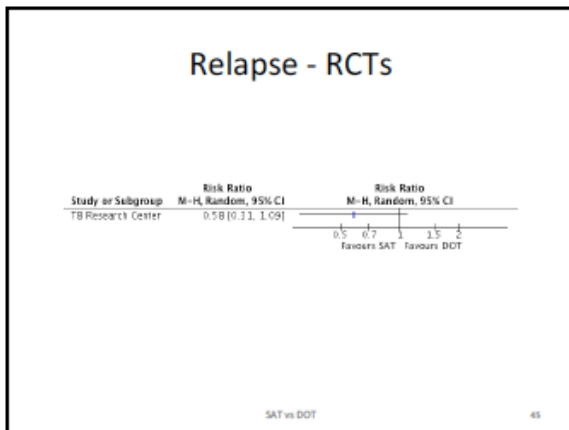 Relapse - RCTs
Risk Ratio Risk Ratio
Study or Subgroup M-H, Random, 95% CI M-H, Random, 95% CI
TB Research Center 0.58 [0.31, 1.09]
0.5 0.7 1 1.5 2
Favours SAT Favours DOT
SAT vs DOT 45